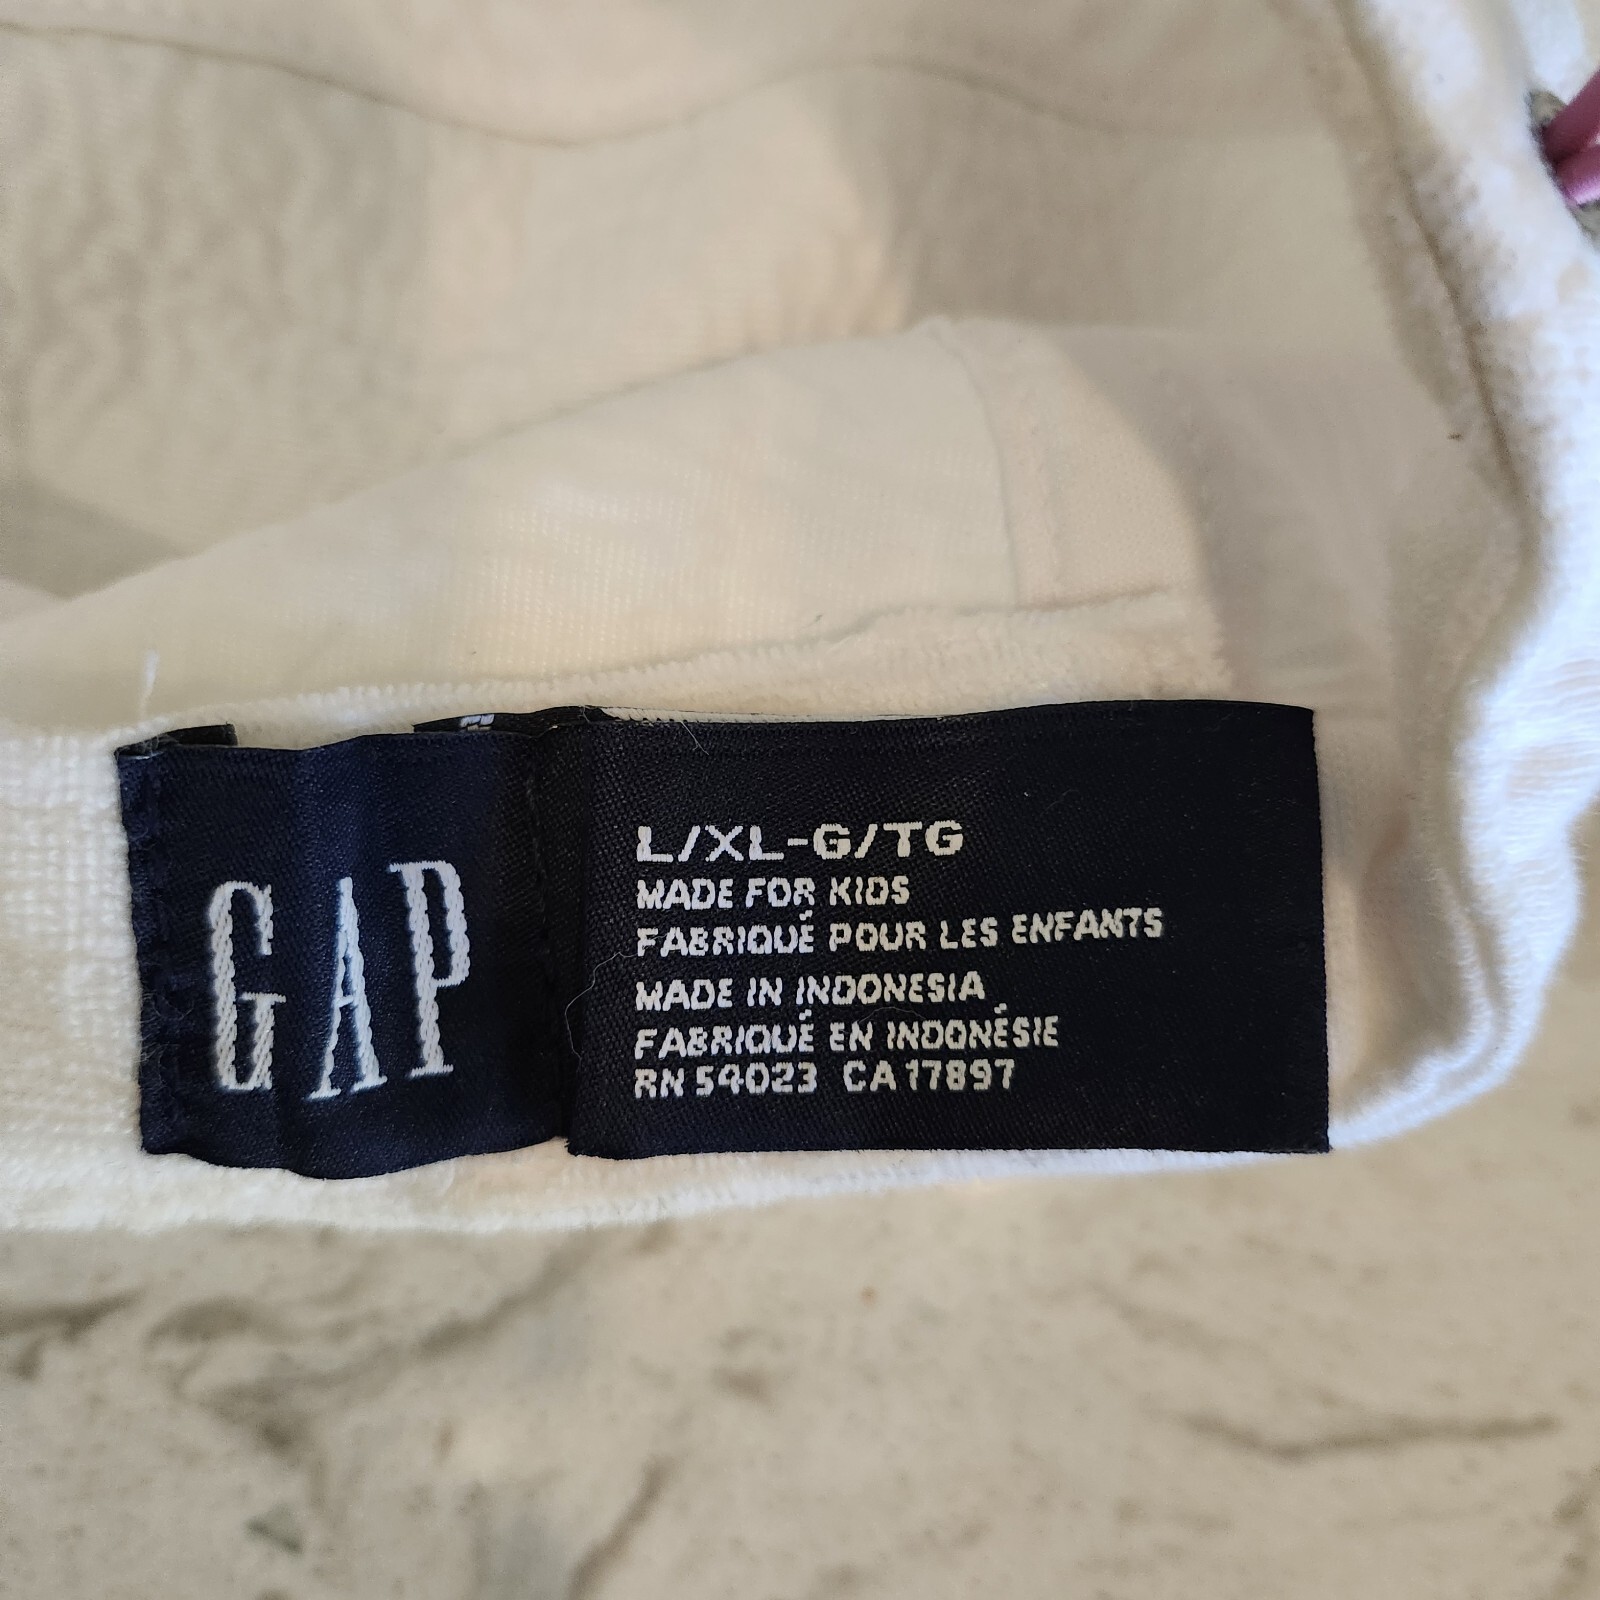 GAP
L/XL-G/TG
MADE FOR KIDS
FABRIQUÉ POUR LES ENFANTS
MADE IN INDONESIA
FABRIQUÉ EN INDONÉSIE
RN 54023 CA 17897